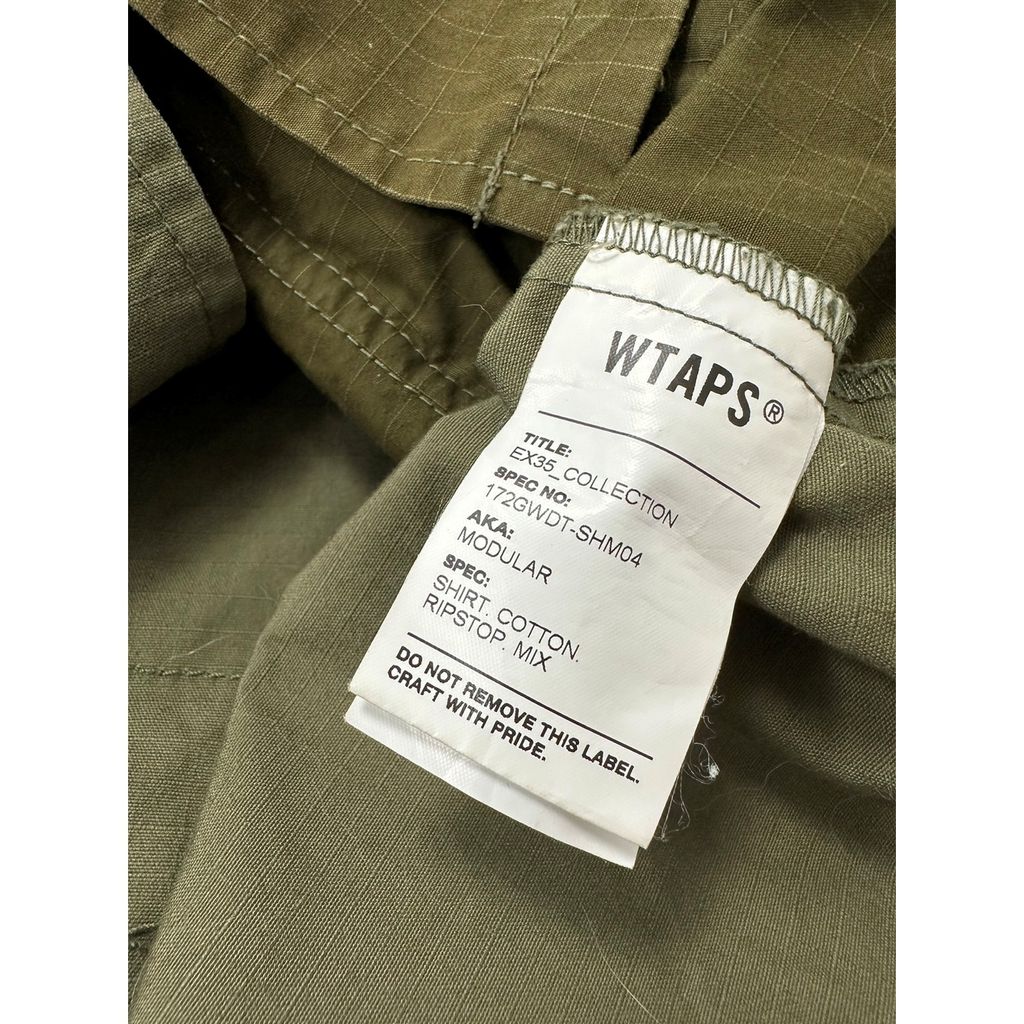 WTAPS®
TITLE:
EX35_COLLECTION
SPEC NO:
172GWDT-SHM04
AKA:
MODULAR
SPEC:
SHIRT. COTTON.
RIPSTOP. MIX
DO NOT REMOVE THIS LABEL.
CRAFT WITH PRIDE.